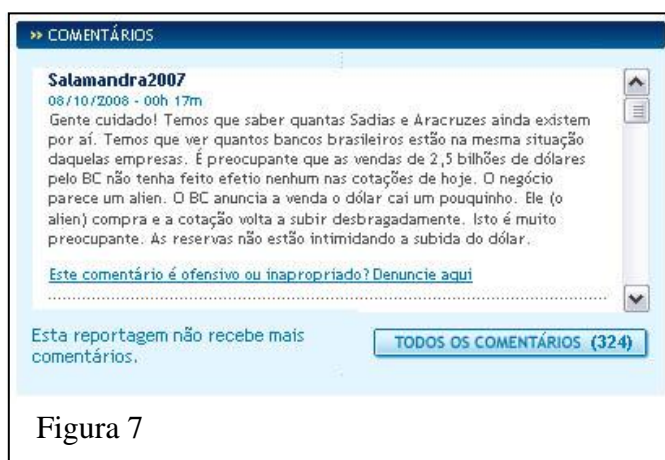 » COMENTÁRIOS
Salamandra2007
08/10/2008 - 00h 17m
Gente cuidado! Temos que saber quantas Sadias e Aracruzes ainda existem
por aí. Temos que ver quantos bancos brasileiros estão na mesma situação
daquelas empresas. É preocupante que as vendas de 2,5 bilhões de dólares
pelo BC não tenha feito efetio nenhum nas cotações de hoje. O negócio
parece um alien. O BC anuncia a venda o dólar cai um pouquinho. Ele (o
alien) compra e a cotação volta a subir desbragadamente. Isto é muito
preocupante. As reservas não estão intimidando a subida do dólar.
Este comentário é ofensivo ou inapropriado? Denuncie aqui
Esta reportagem não recebe mais
comentários.
TODOS OS COMENTÁRIOS (324)
Figura 7